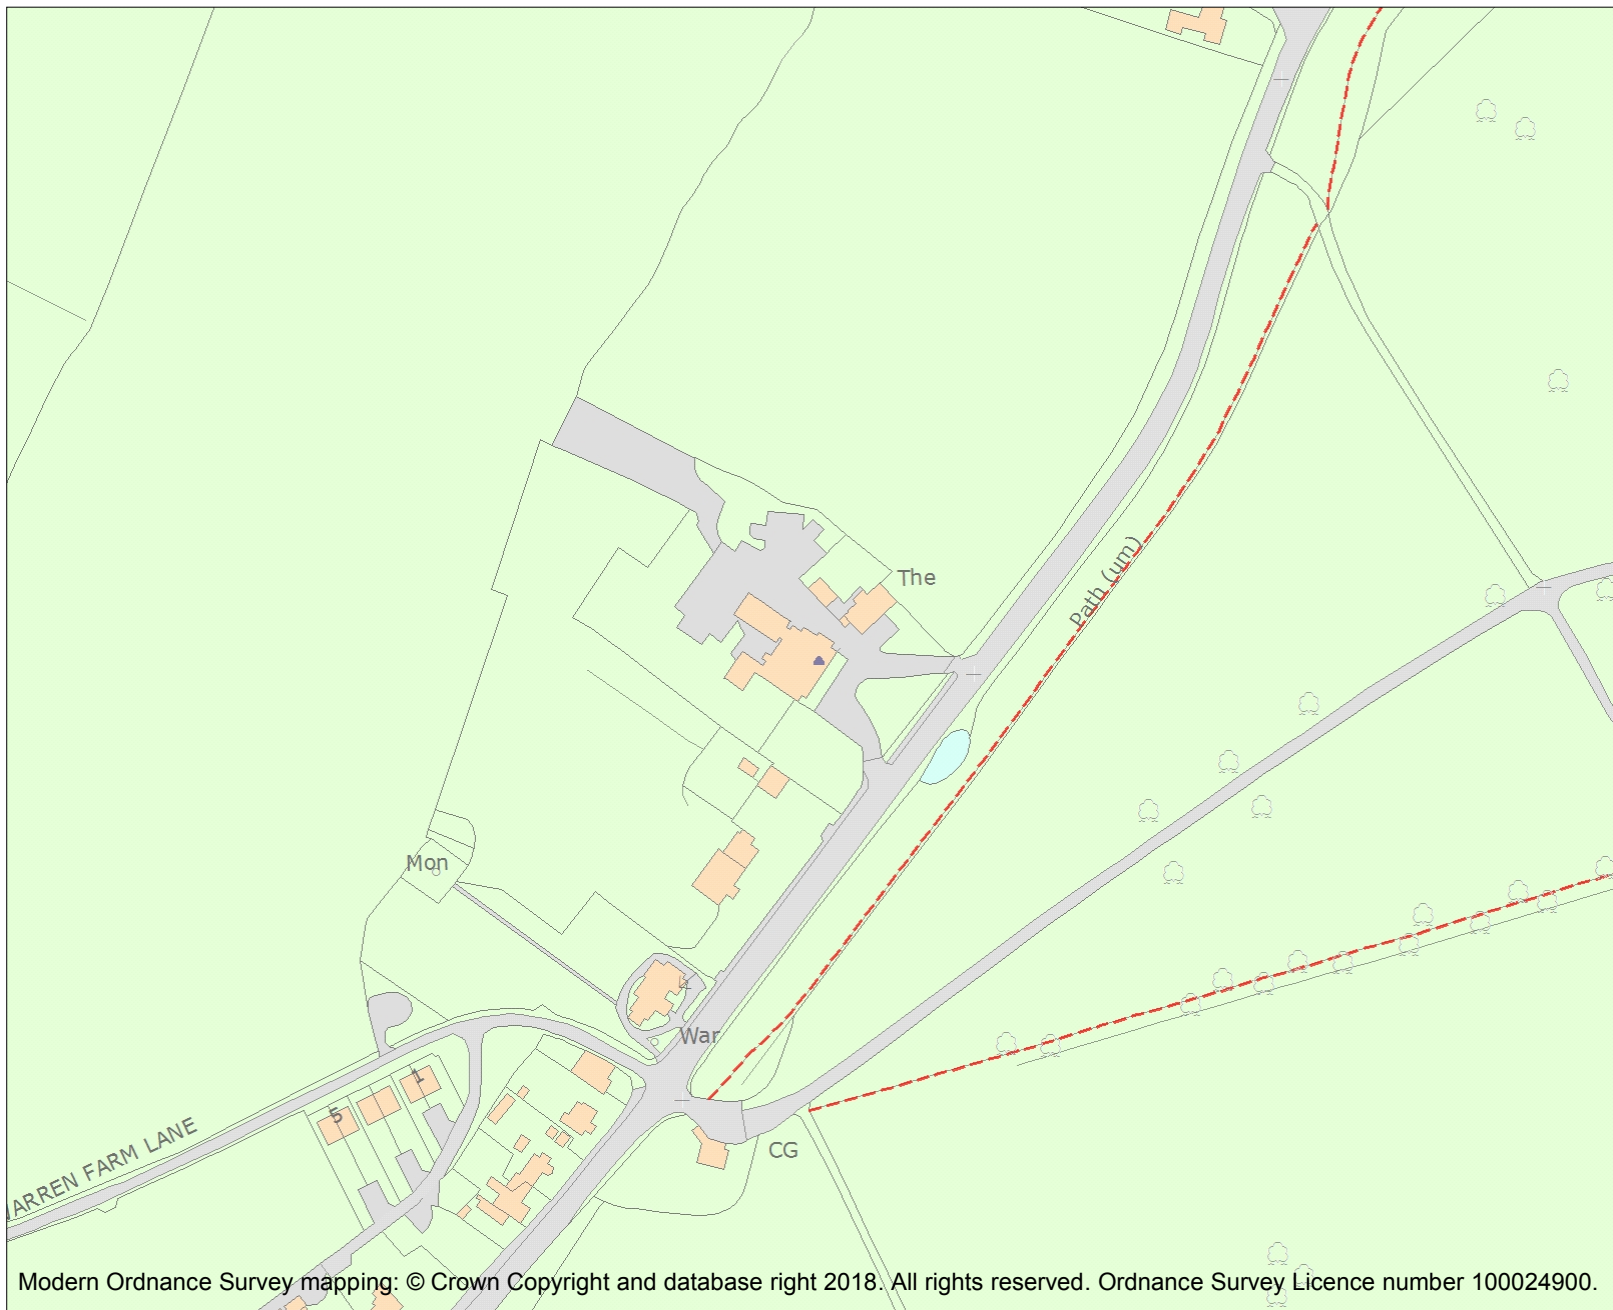 The
Path (um)
Mon
4
War
1
5
CG
ARREN FARM LANE
Modern Ordnance Survey mapping: © Crown Copyright and database right 2018. All rights reserved. Ordnance Survey Licence number 100024900.